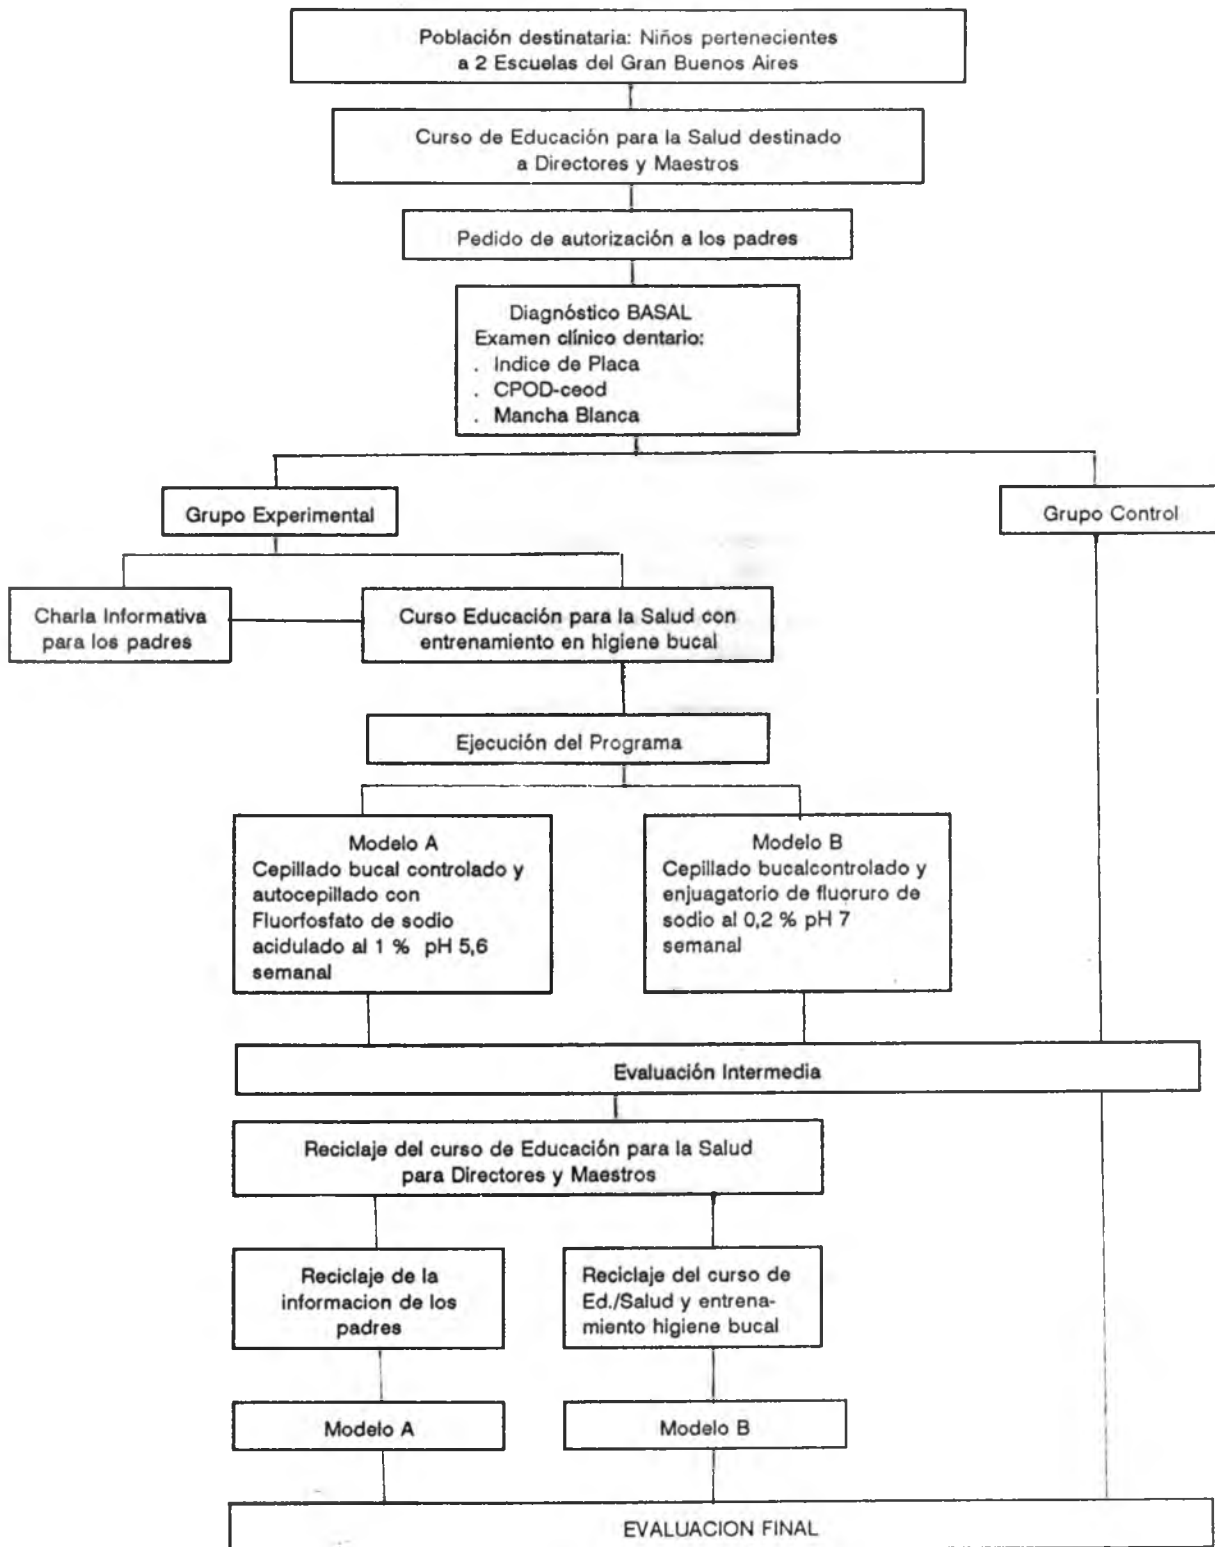 Población destinataria: Niños pertenecientes
a 2 Escuelas del Gran Buenos Aires
Curso de Educación para la Salud destinado
a Directores y Maestros
Pedido de autorización a los padres
Diagnóstico BASAL
Examen clínico dentario:
. Indice de Placa
. CPOD-ceod
. Mancha Blanca
Grupo Experimental
Grupo Control
Charla Informativa
para los padres
Curso Educación para la Salud con
entrenamiento en higiene bucal
Ejecución del Programa
Modelo A
Cepillado bucal controlado y
autocepillado con
Fluorfosfato de sodio
acidulado al 1 % pH 5,6
semanal
Modelo B
Cepillado bucalcontrolado y
enjuagatorio de fluoruro de
sodio al 0,2 % pH 7
semanal
Evaluación Intermedia
Reciclaje del curso de Educación para la Salud
para Directores y Maestros
Reciclaje de la
informacion de los
padres
Reciclaje del curso de
Ed./Salud y entrena-
miento higiene bucal
Modelo A
Modelo B
EVALUACION FINAL